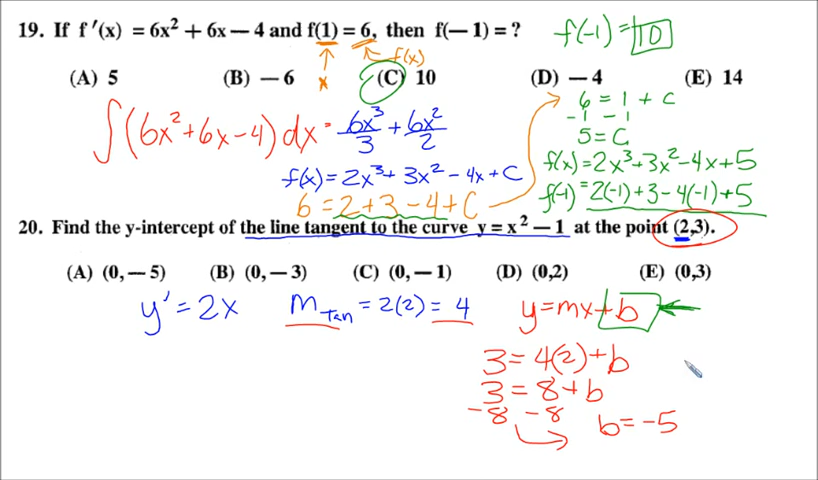 19. If f ′(x) = 6x² + 6x – 4 and f(1) = 6, then f(– 1) = ?
f(-1) = 10
f(x)
x
(A) 5 (B) – 6 (C) 10 (D) – 4 (E) 14
∫(6x²+6x-4)dx = 6x³/3 + 6x²/2
f(x) = 2x³+3x²-4x+C
6 = 2+3-4+C
6 = 1 + C
-1 -1
5 = C
f(x) = 2x³+3x²-4x+5
f(-1) = 2(-1)+3-4(-1)+5
20. Find the y-intercept of the line tangent to the curve y = x² – 1 at the point (2,3).
(A) (0, – 5) (B) (0, – 3) (C) (0, – 1) (D) (0,2) (E) (0,3)
y' = 2x m tan = 2(2) = 4 y = mx+b
3 = 4(2)+b
3 = 8+b
-8 -8
b = -5